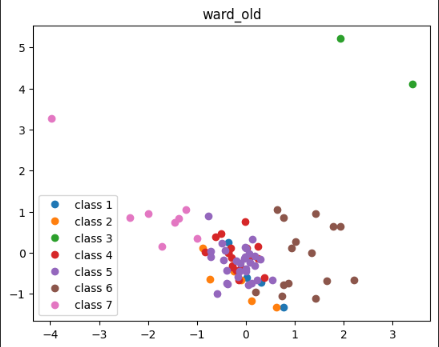 ward_old
5
4
3
2
1
0
−1
class 1
class 2
class 3
class 4
class 5
class 6
class 7
−4 −3 −2 −1 0 1 2 3